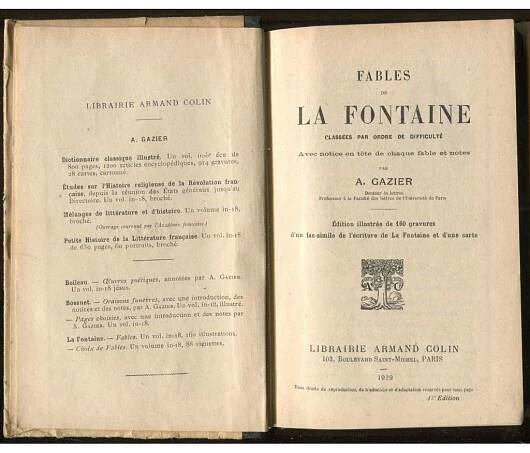 LIBRAIRIE ARMAND COLIN
A. GAZIER
Dictionnaire classique illustré. Un vol. de
800 pages, 1200 articles encyclopédiques, 914 gravures,
28 cartes, cartonné.
Études sur l'Histoire religieuse de la Révolution fran-
çaise, depuis la réunion des États généraux jusqu'au
Directoire. Un vol. in-18, broché.
Mélanges de littérature et d'histoire. Un volume in-18,
broché. (Ouvrage couronné par l'Académie française.)
Petite Histoire de la Littérature française. Un vol. in-18
de 630 pages, 60 portraits, broché.
Boileau. — Œuvres poétiques, annotées par A. GAZIER.
Un vol. in-18 jésus.
Bossuet. — Oraisons funèbres, avec une introduction, des
notices et des notes, par A. GAZIER. Un vol. in-18, illustré.
— Pages choisies, avec une introduction et des notes par
A. GAZIER. Un vol. in-18.
La Fontaine. — Fables. Un vol. in-18, 160 illustrations.
— Choix de Fables. Un volume in-18, 88 vignettes.
FABLES
DE
LA FONTAINE
CLASSÉES PAR ORDRE DE DIFFICULTÉ
Avec notice en tête de chaque fable et notes
PAR
A. GAZIER
Docteur ès lettres
Professeur à la Faculté des lettres de l'Université de Paris
Édition illustrée de 160 gravures
d'un fac-similé de l'écriture de La Fontaine et d'une carte
A C
LIBRAIRIE ARMAND COLIN
103, BOULEVARD SAINT-MICHEL, PARIS
1929
Tous droits de reproduction, de traduction et d'adaptation réservés pour tous pays
Édition